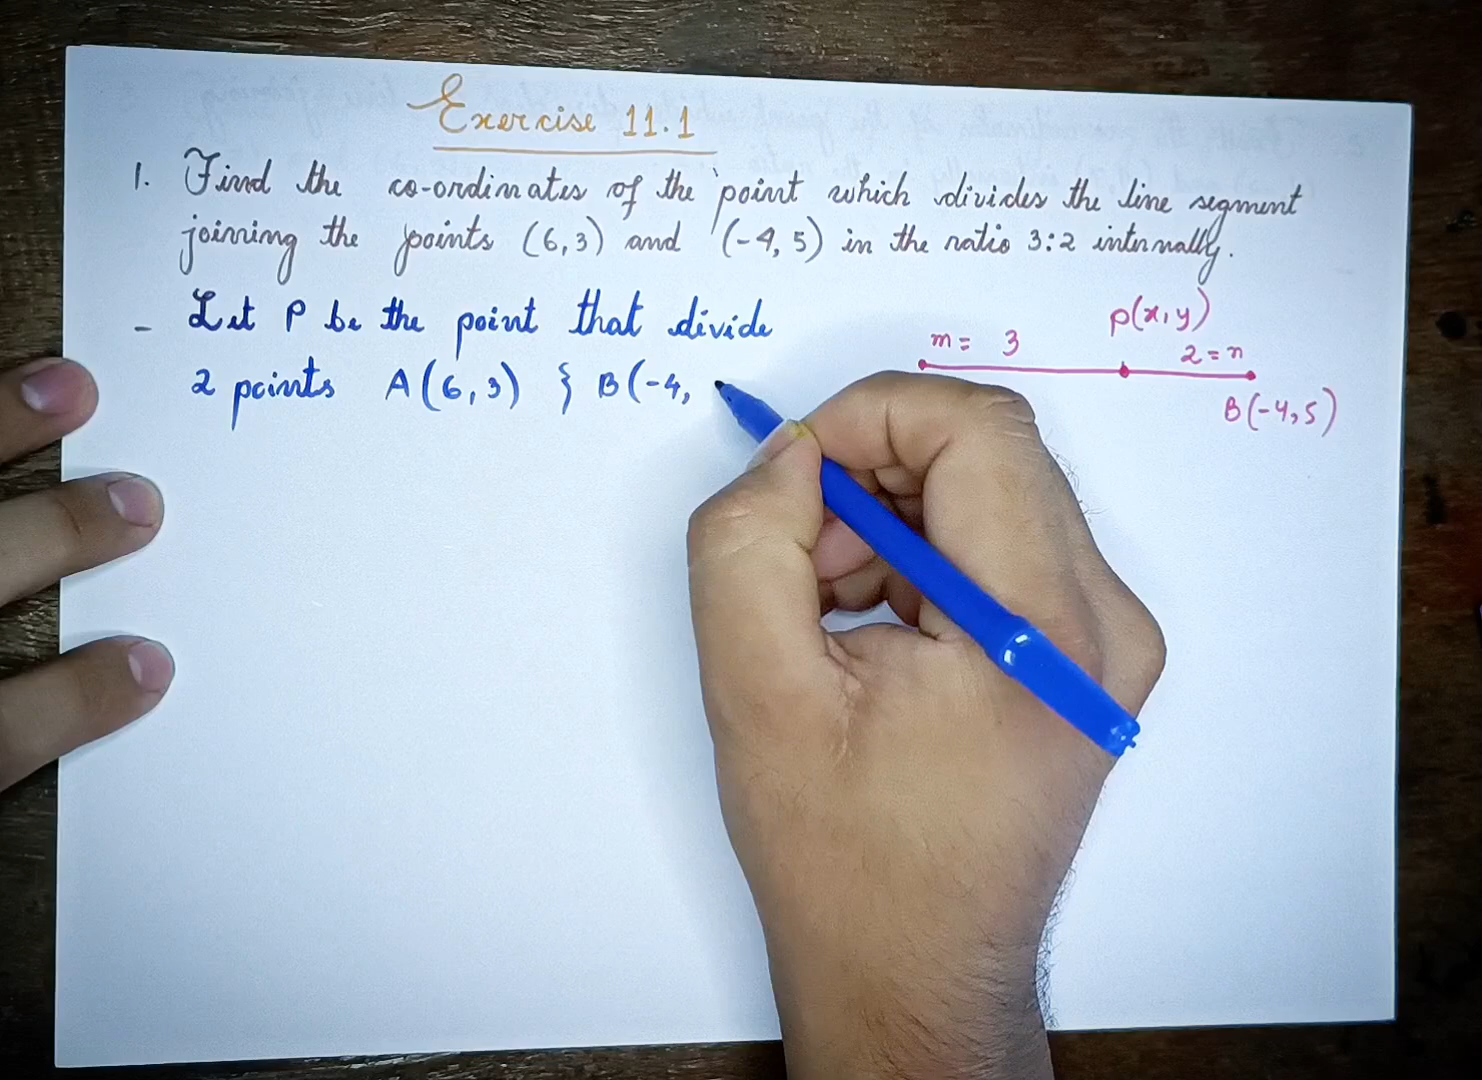 Exercise 11.1
1. Find the co-ordinates of the point which divides the line segment
joining the points (6,3) and (-4,5) in the ratio 3:2 internally.
- Let P be the point that divide
2 points A(6,3) } B(-4,
P(x,y)
m= 3
2=n
B(-4,5)